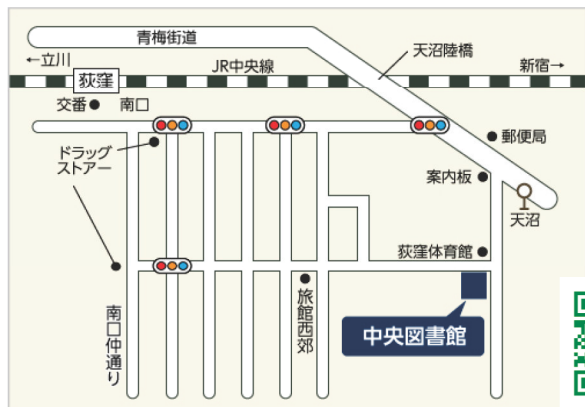 青梅街道
天沼陸橋
←立川
JR中央線
新宿→
荻窪
交番
南口
郵便局
ドラッグ
ストアー
案内板
天沼
荻窪体育館
旅館西郊
南口仲通り
中央図書館